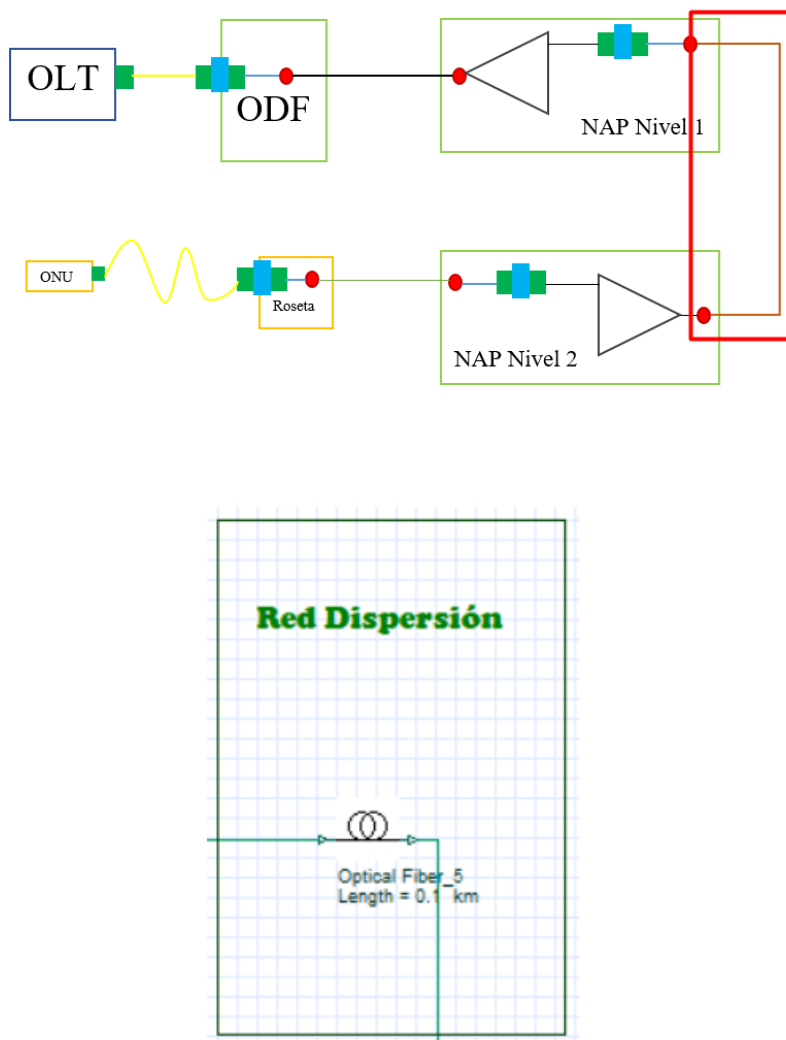 OLT
ODF
NAP Nivel 1
ONU
Roseta
NAP Nivel 2
Red Dispersión
Optical Fiber_5
Length = 0.1 km